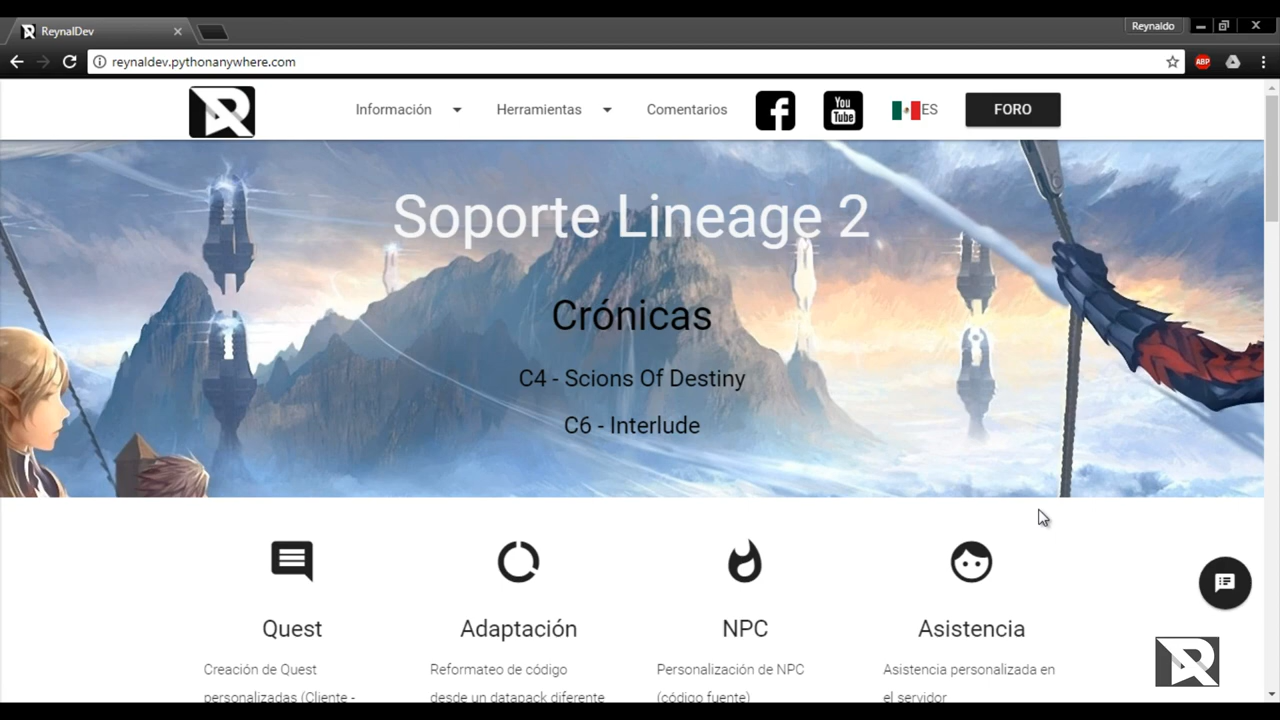 ReynalDev
Reynaldo
reynaldev.pythonanywhere.com
ABP
R
Información
Herramientas
Comentarios
f
You
Tube
ES
FORO
Soporte Lineage 2
Crónicas
C4 - Scions Of Destiny
C6 - Interlude
Quest
Adaptación
NPC
Asistencia
Creación de Quest
personalizadas (Cliente -
Reformateo de código
desde un datapack diferente
Personalización de NPC
(código fuente)
Asistencia personalizada en
el servidor
R